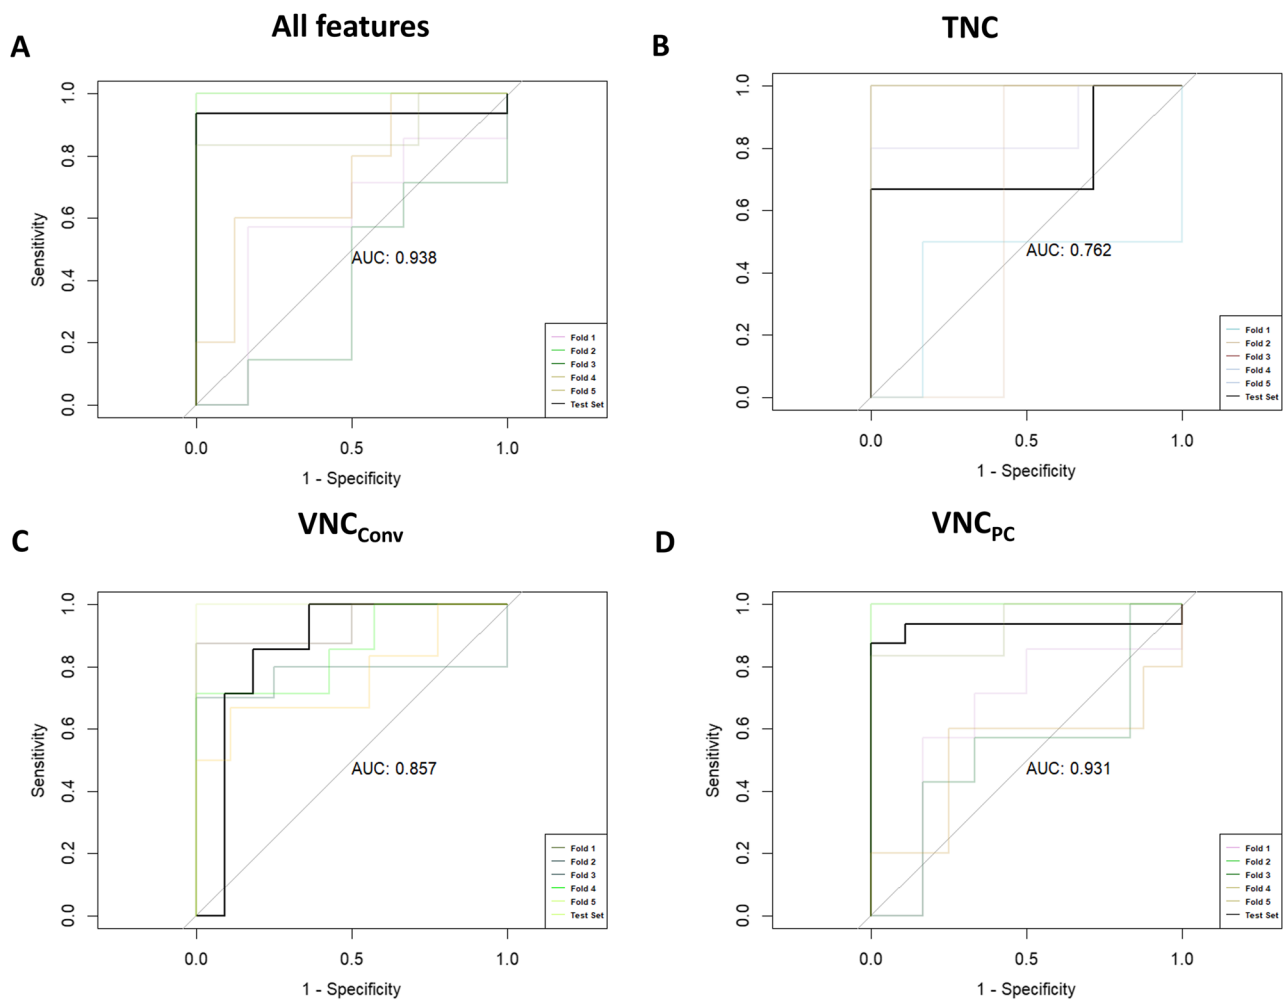 All features
A
1.0
0.8
0.6
0.4
0.2
0.0
Sensitivity
AUC: 0.938
Fold 1
Fold 2
Fold 3
Fold 4
Fold 5
Test Set
0.0 0.5 1.0
1 - Specificity
TNC
B
1.0
0.8
0.6
0.4
0.2
0.0
Sensitivity
AUC: 0.762
Fold 1
Fold 2
Fold 3
Fold 4
Fold 5
Test Set
0.0 0.5 1.0
1 - Specificity
VNCConv
C
1.0
0.8
0.6
0.4
0.2
0.0
Sensitivity
AUC: 0.857
Fold 1
Fold 2
Fold 3
Fold 4
Fold 5
Test Set
0.0 0.5 1.0
1 - Specificity
VNCPC
D
1.0
0.8
0.6
0.4
0.2
0.0
Sensitivity
AUC: 0.931
Fold 1
Fold 2
Fold 3
Fold 4
Fold 5
Test Set
0.0 0.5 1.0
1 - Specificity